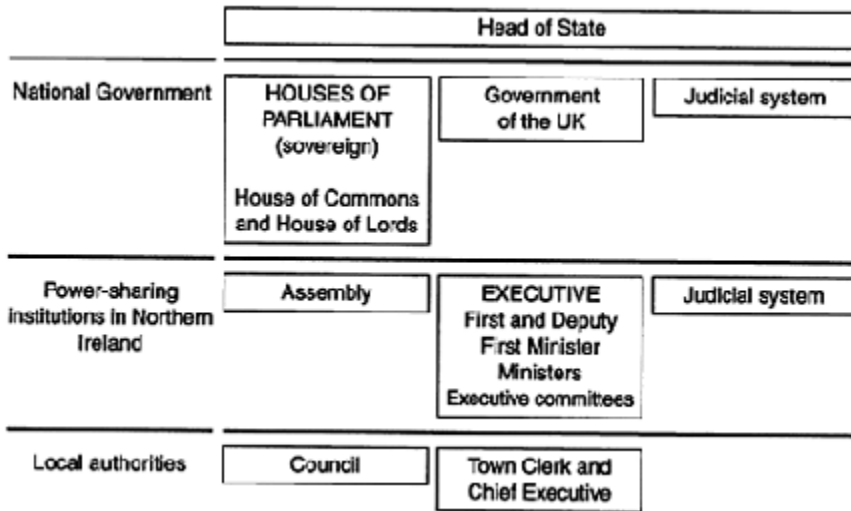 Head of State
National Government
HOUSES OF
PARLIAMENT
(sovereign)
House of Commons
and House of Lords
Government
of the UK
Judicial system
Power-sharing
institutions in Northern
Ireland
Assembly
EXECUTIVE
First and Deputy
First Minister
Ministers
Executive committees
Judicial system
Local authorities
Council
Town Clerk and
Chief Executive